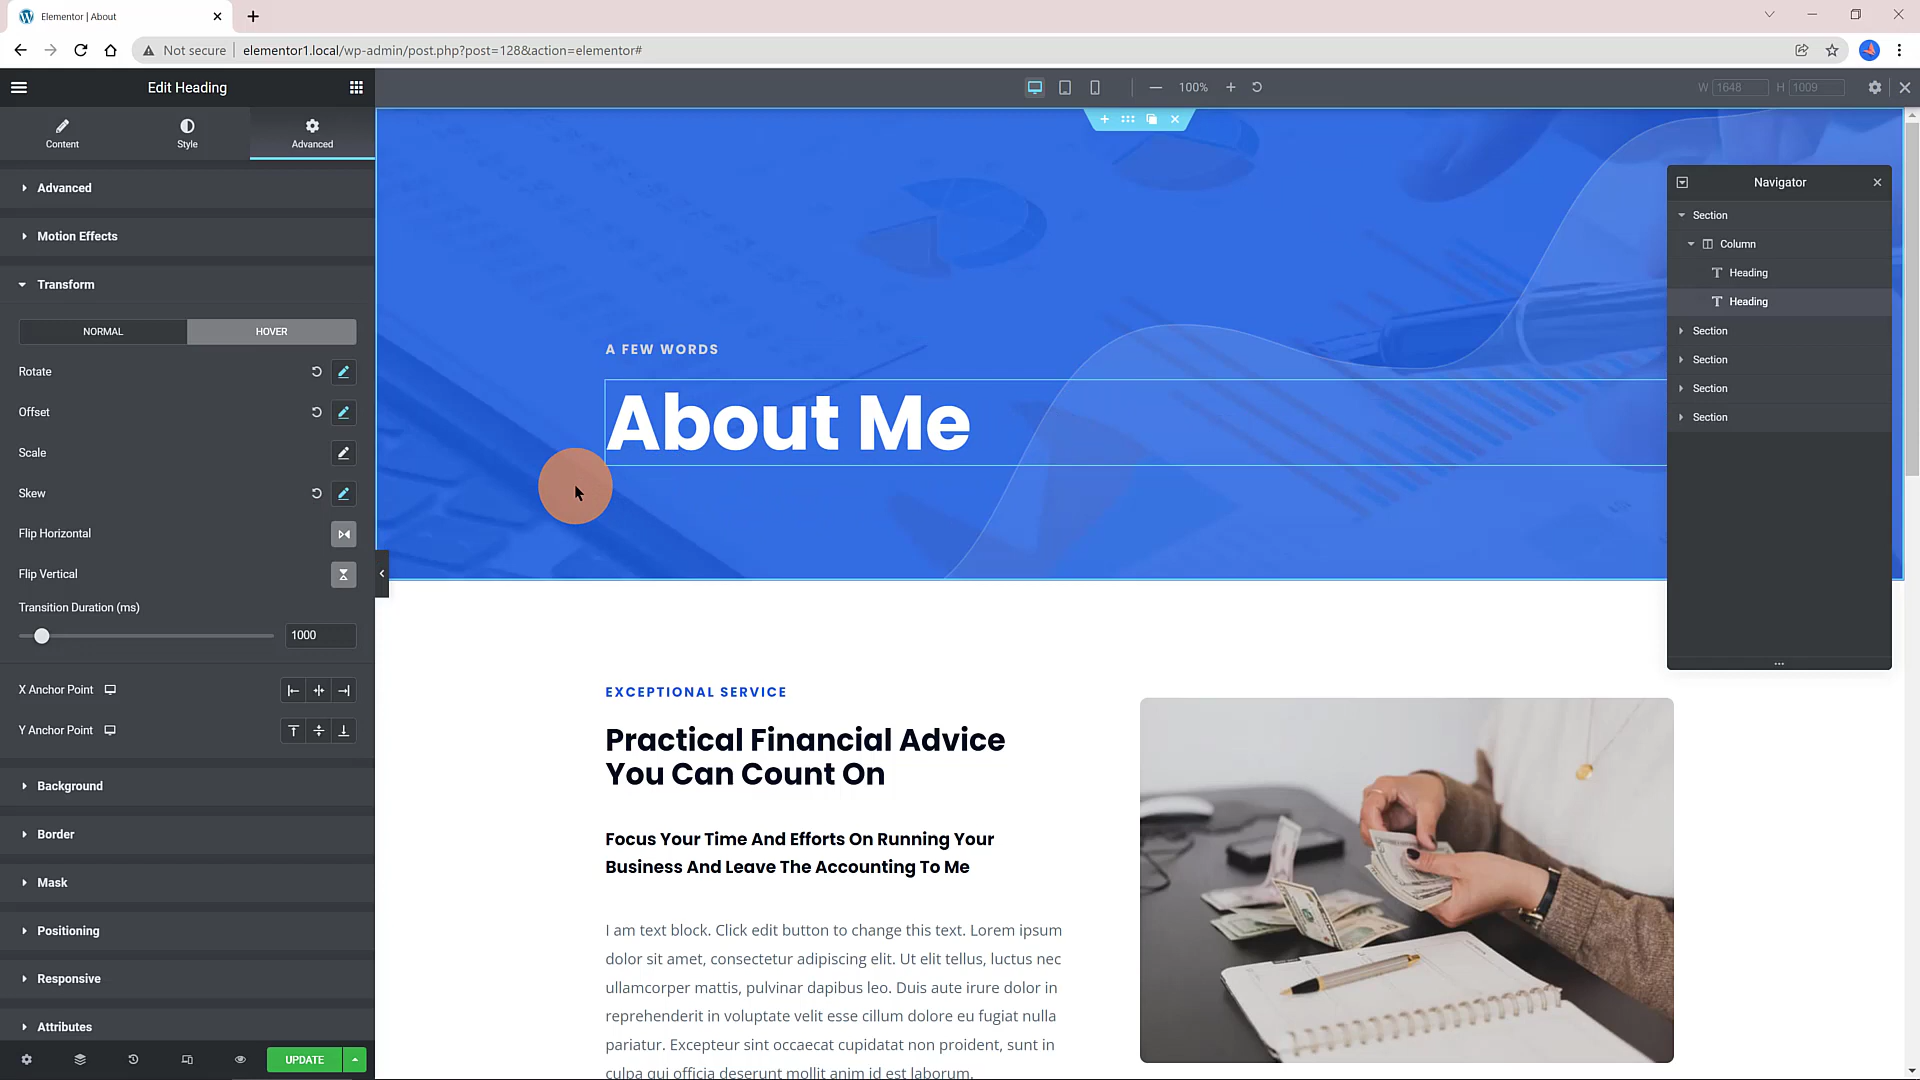 Elementor | About
Not secure
elementor1.local/wp-admin/post.php?post=128&action=elementor#
Edit Heading
100%
W 1648 H 1009
Content
Style
Advanced
Advanced
Motion Effects
Transform
NORMAL
HOVER
Rotate
Offset
Scale
Skew
Flip Horizontal
Flip Vertical
Transition Duration (ms)
1000
X Anchor Point
Y Anchor Point
Background
Border
Mask
Positioning
Responsive
Attributes
UPDATE
A FEW WORDS
About Me
EXCEPTIONAL SERVICE
Practical Financial Advice
You Can Count On
Focus Your Time And Efforts On Running Your
Business And Leave The Accounting To Me
I am text block. Click edit button to change this text. Lorem ipsum
dolor sit amet, consectetur adipiscing elit. Ut elit tellus, luctus nec
ullamcorper mattis, pulvinar dapibus leo. Duis aute irure dolor in
reprehenderit in voluptate velit esse cillum dolore eu fugiat nulla
pariatur. Excepteur sint occaecat cupidatat non proident, sunt in
culpa qui officia deserunt mollit anim id est laborum.
Navigator
Section
Column
Heading
Heading
Section
Section
Section
Section